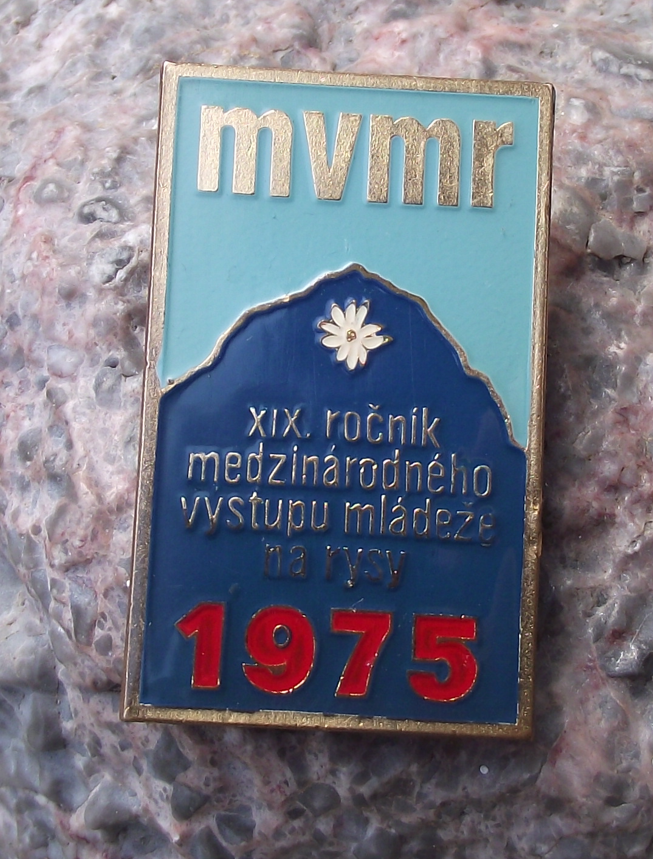 mvmr
xix. ročník
medzinárodného
výstupu mládeže
na rysy
1975